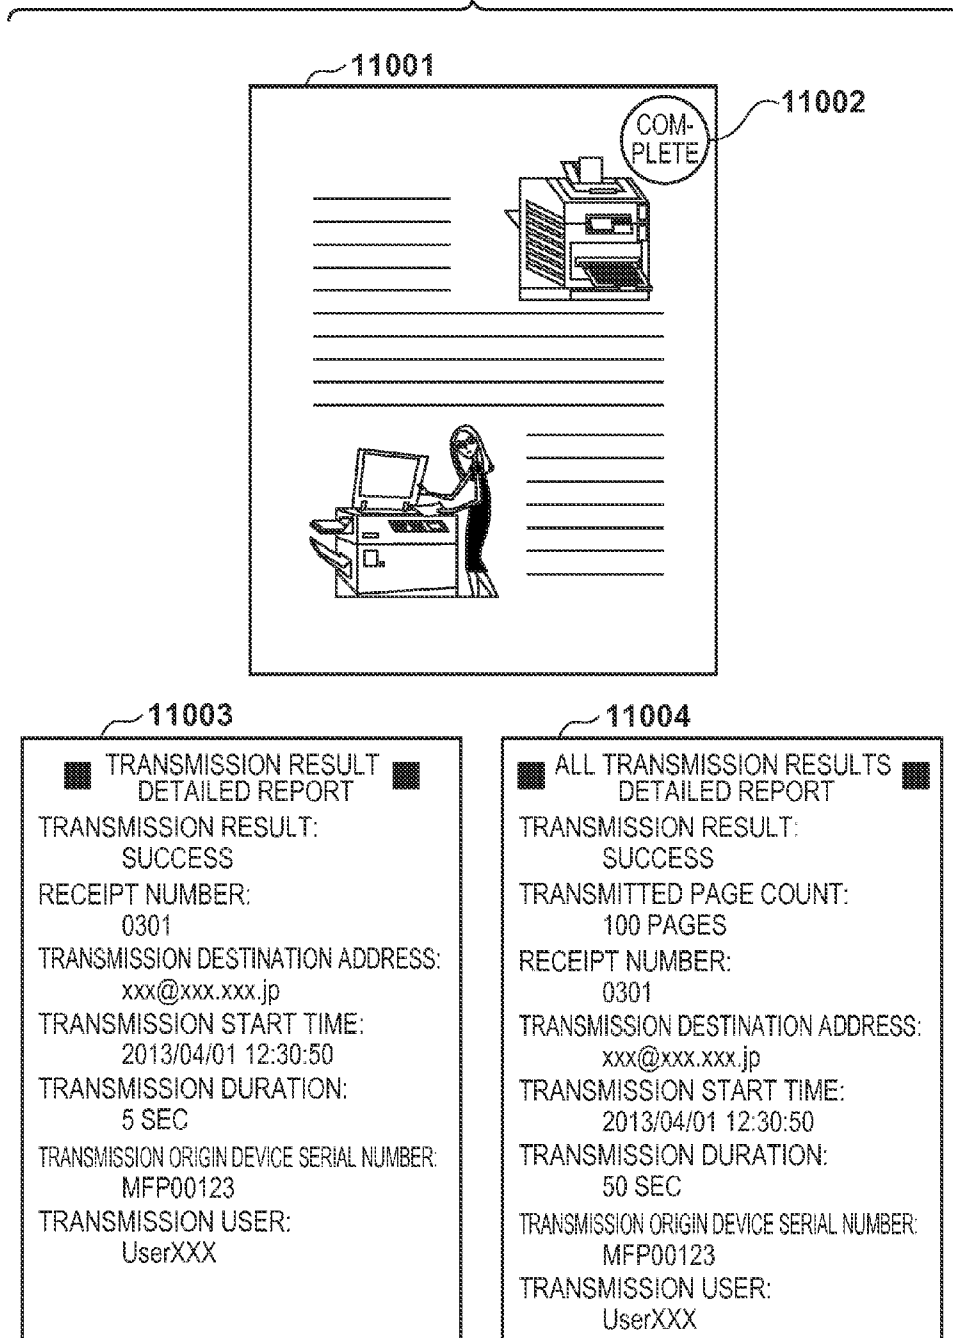 11001
11002
COM-
PLETE
11003
TRANSMISSION RESULT
DETAILED REPORT
TRANSMISSION RESULT:
SUCCESS
RECEIPT NUMBER:
0301
TRANSMISSION DESTINATION ADDRESS:
xxx@xxx.xxx.jp
TRANSMISSION START TIME:
2013/04/01 12:30:50
TRANSMISSION DURATION:
5 SEC
TRANSMISSION ORIGIN DEVICE SERIAL NUMBER:
MFP00123
TRANSMISSION USER:
UserXXX
11004
ALL TRANSMISSION RESULTS
DETAILED REPORT
TRANSMISSION RESULT:
SUCCESS
TRANSMITTED PAGE COUNT:
100 PAGES
RECEIPT NUMBER:
0301
TRANSMISSION DESTINATION ADDRESS:
xxx@xxx.xxx.jp
TRANSMISSION START TIME:
2013/04/01 12:30:50
TRANSMISSION DURATION:
50 SEC
TRANSMISSION ORIGIN DEVICE SERIAL NUMBER:
MFP00123
TRANSMISSION USER:
UserXXX